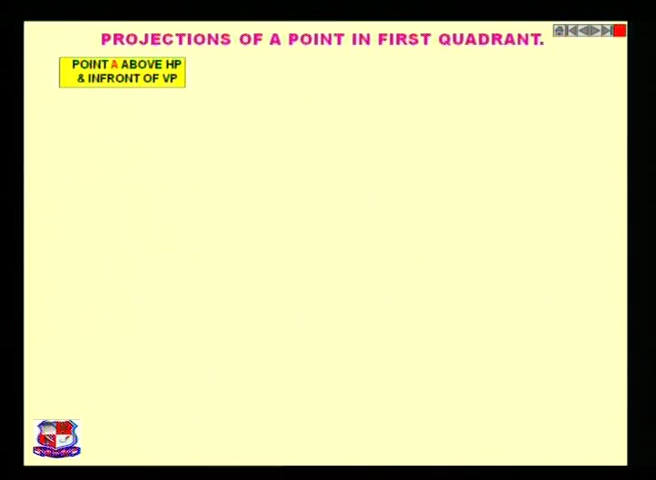 PROJECTIONS OF A POINT IN FIRST QUADRANT.
POINT A ABOVE HP
& INFRONT OF VP